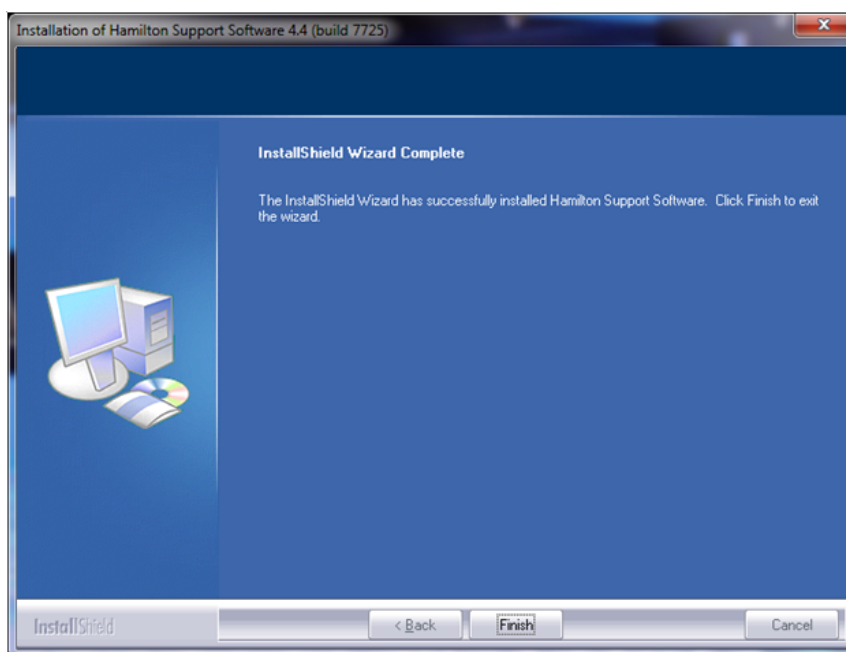 Installation of Hamilton Support Software 4.4 (build 7725)
InstallShield Wizard Complete
The InstallShield Wizard has successfully installed Hamilton Support Software. Click Finish to exit
the wizard.
InstallShield
< Back
Finish
Cancel